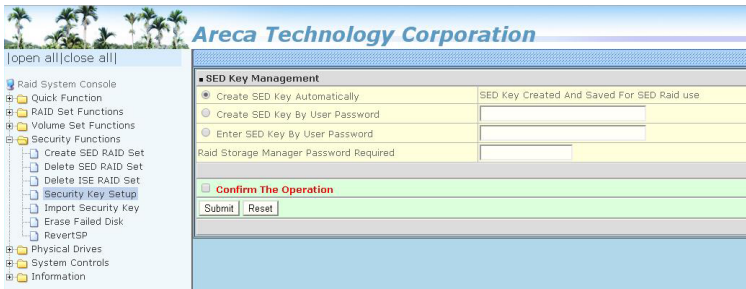 Areca Technology Corporation
|open all|close all|
Raid System Console
Quick Function
RAID Set Functions
Volume Set Functions
Security Functions
Create SED RAID Set
Delete SED RAID Set
Delete ISE RAID Set
Security Key Setup
Import Security Key
Erase Failed Disk
RevertSP
Physical Drives
System Controls
Information
SED Key Management
Create SED Key Automatically SED Key Created And Saved For SED Raid use
Create SED Key By User Password
Enter SED Key By User Password
Raid Storage Manager Password Required
Confirm The Operation
Submit Reset